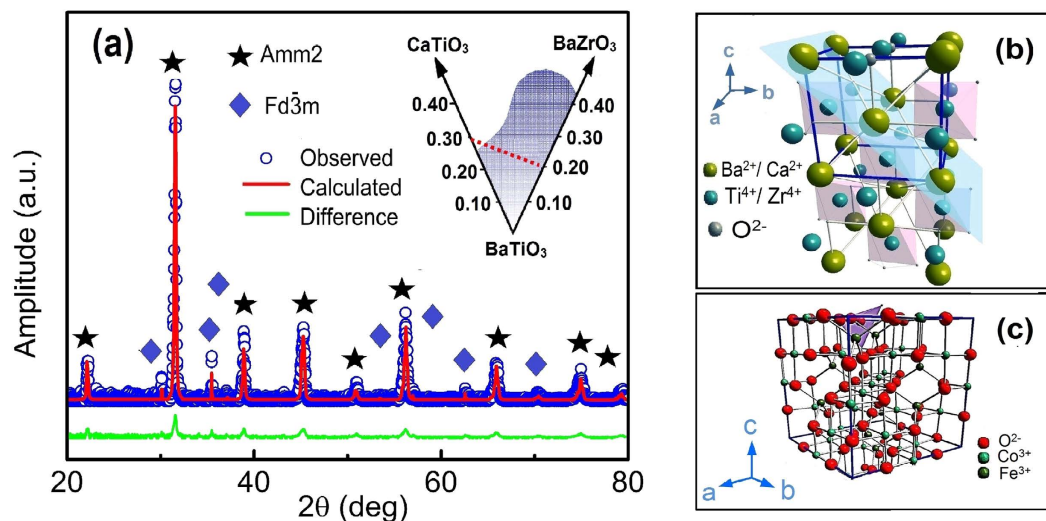 (a)
Amm2
Fd3̄m
Observed
Calculated
Difference
CaTiO₃
BaZrO₃
0.40
0.40
0.30
0.30
0.20
0.20
0.10
0.10
BaTiO₃
Amplitude (a.u.)
20
40
60
80
2θ (deg)
(b)
c
b
a
Ba²⁺/ Ca²⁺
Ti⁴⁺/ Zr⁴⁺
O²⁻
(c)
c
a
b
O²⁻
Co³⁺
Fe³⁺